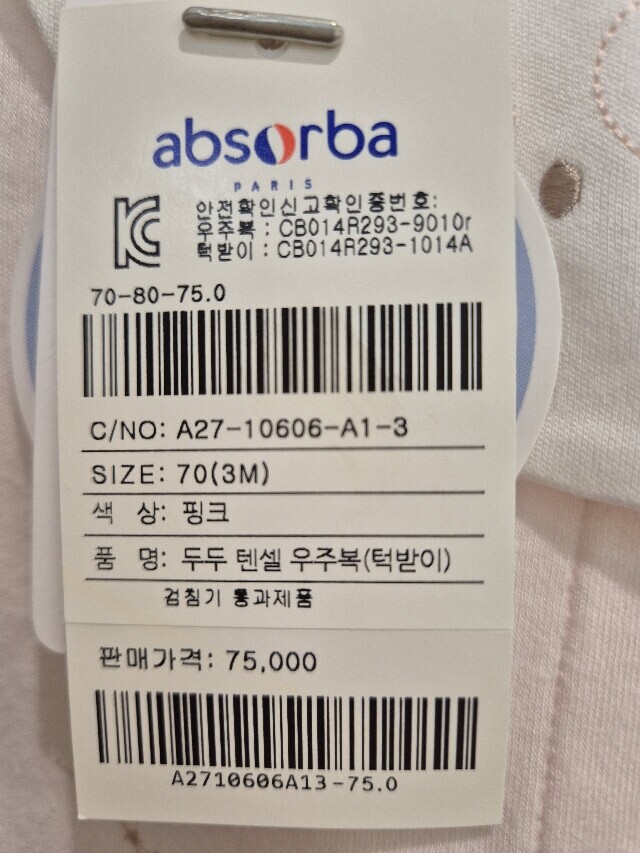 absorba
PARIS
KC
안전확인신고확인증번호:
우주복 : CB014R293-9010r
턱받이 : CB014R293-1014A
70-80-75.0
C/NO: A27-10606-A1-3
SIZE: 70(3M)
색 상: 핑크
품 명: 두두 텐셀 우주복(턱받이)
검침기 통과제품
판매가격: 75,000
A2710606A13-75.0